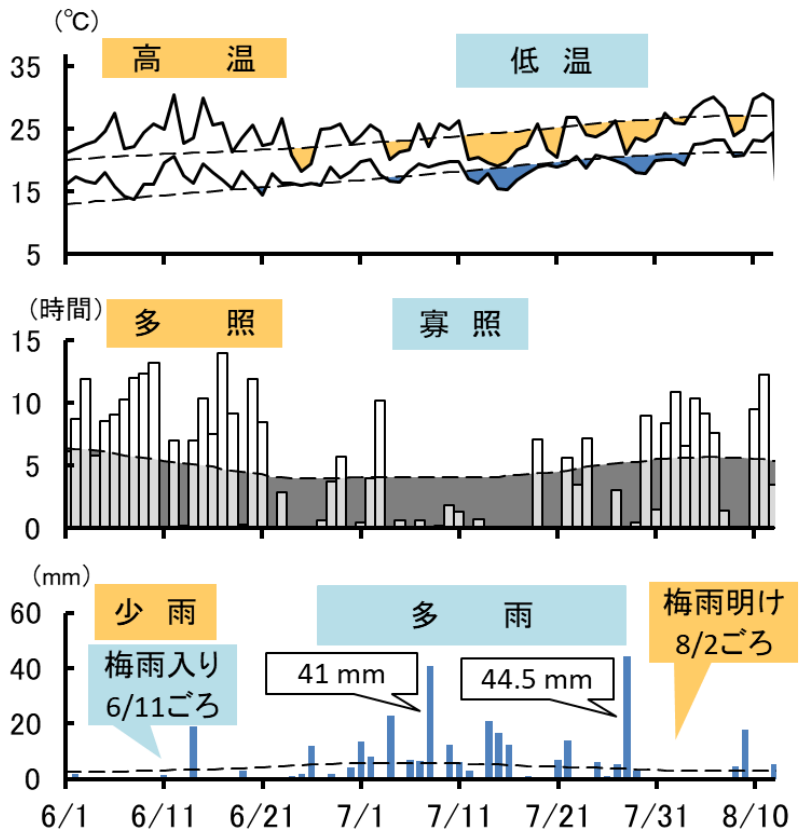 (℃)
高 温
低 温
35
25
15
5
(時間)
多 照
寡 照
15
10
5
0
(mm)
少 雨
多 雨
梅雨明け
8/2ごろ
梅雨入り
6/11ごろ
41 mm
44.5 mm
60
40
20
0
6/1 6/11 6/21 7/1 7/11 7/21 7/31 8/10